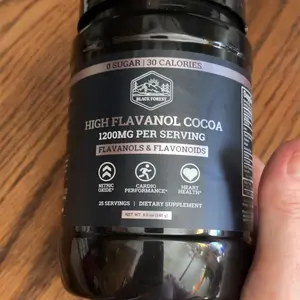 0 SUGAR | 30 CALORIES
BLACK FOREST
HIGH FLAVANOL COCOA
1200MG PER SERVING
FLAVANOLS & FLAVONOIDS
NITRIC OXIDE* CARDIO PERFORMANCE* HEART HEALTH*
25 SERVINGS | DIETARY SUPPLEMENT